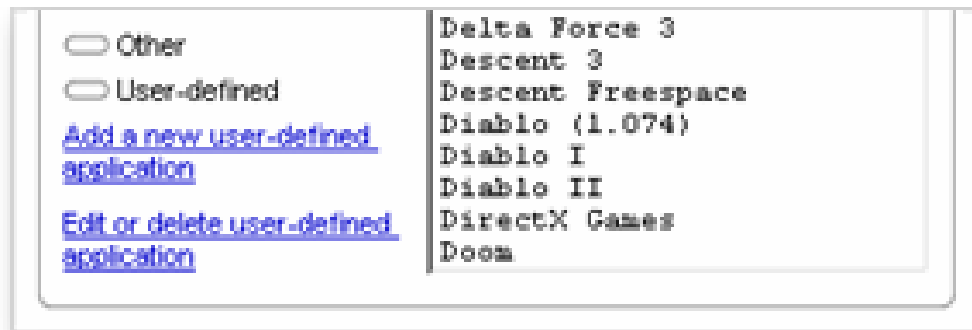 Other
User-defined
Add a new user-defined
application
Edit or delete user-defined
application
Delta Force 3
Descent 3
Descent Freespace
Diablo (1.074)
Diablo I
Diablo II
DirectX Games
Doom